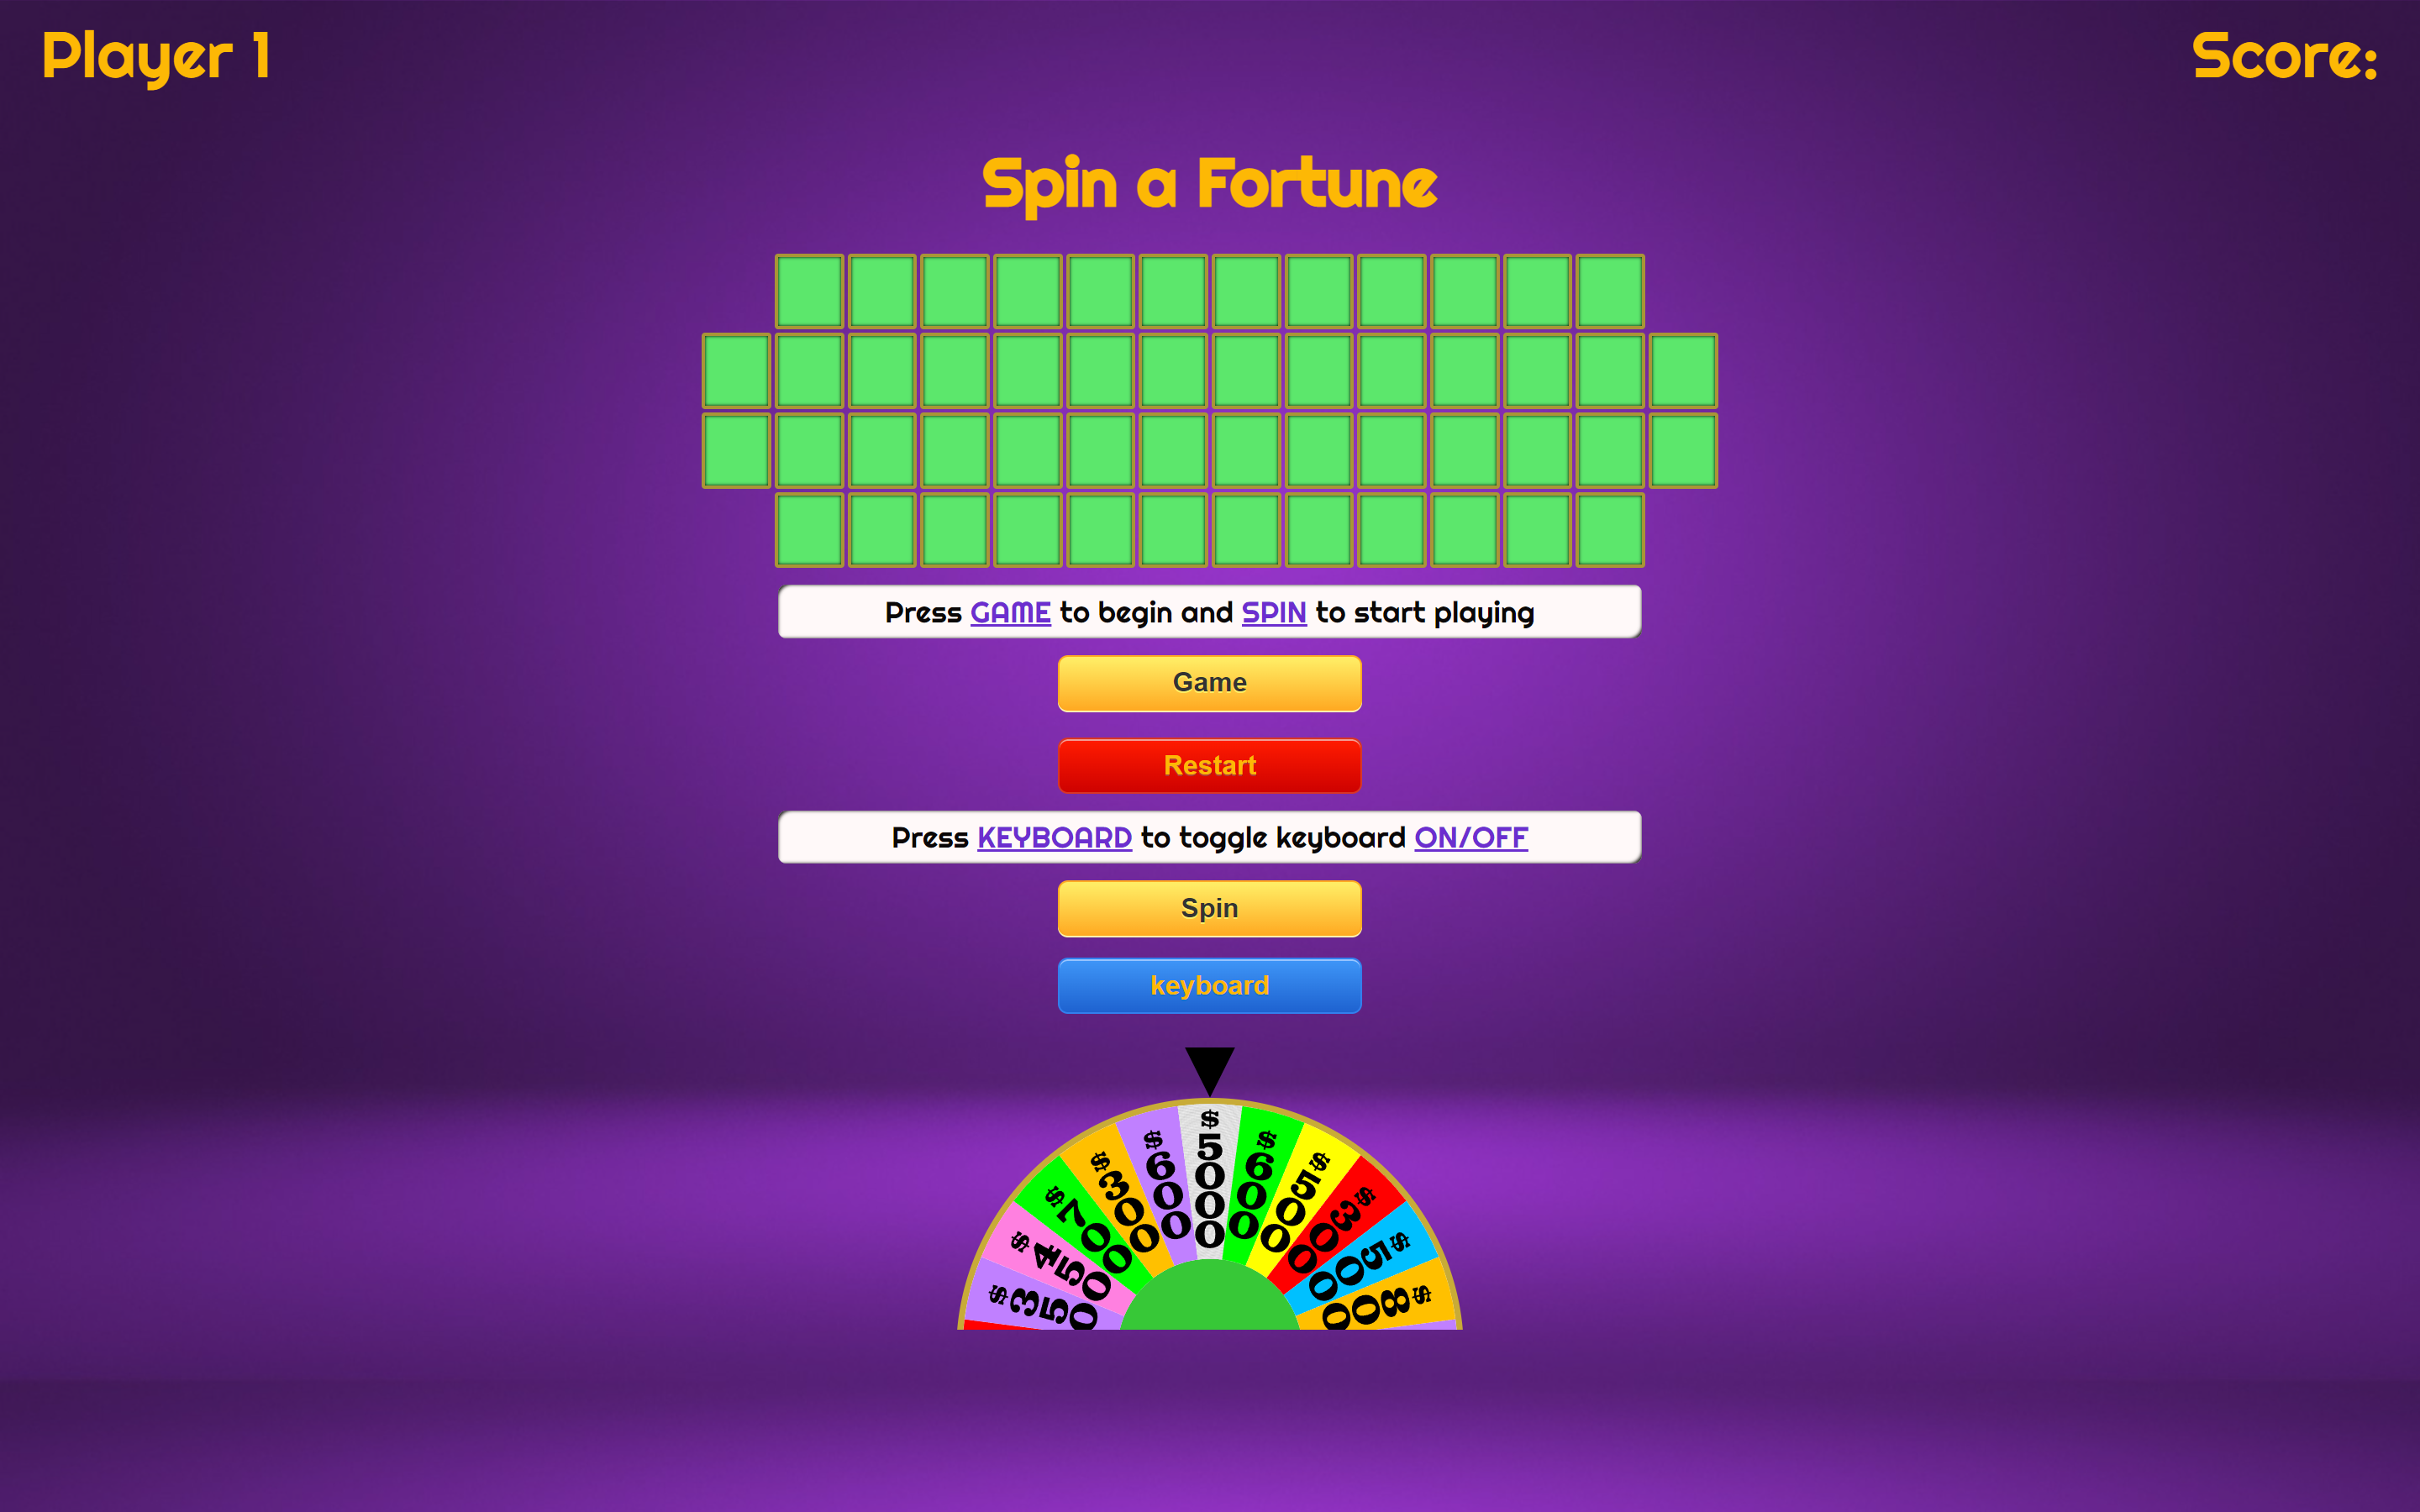 Player 1
Score:
Spin a Fortune
Press GAME to begin and SPIN to start playing
Game
Restart
Press KEYBOARD to toggle keyboard ON/OFF
Spin
keyboard
$350
$450
$700
$300
$600
$5000
$600
$500
$300
$500
$800